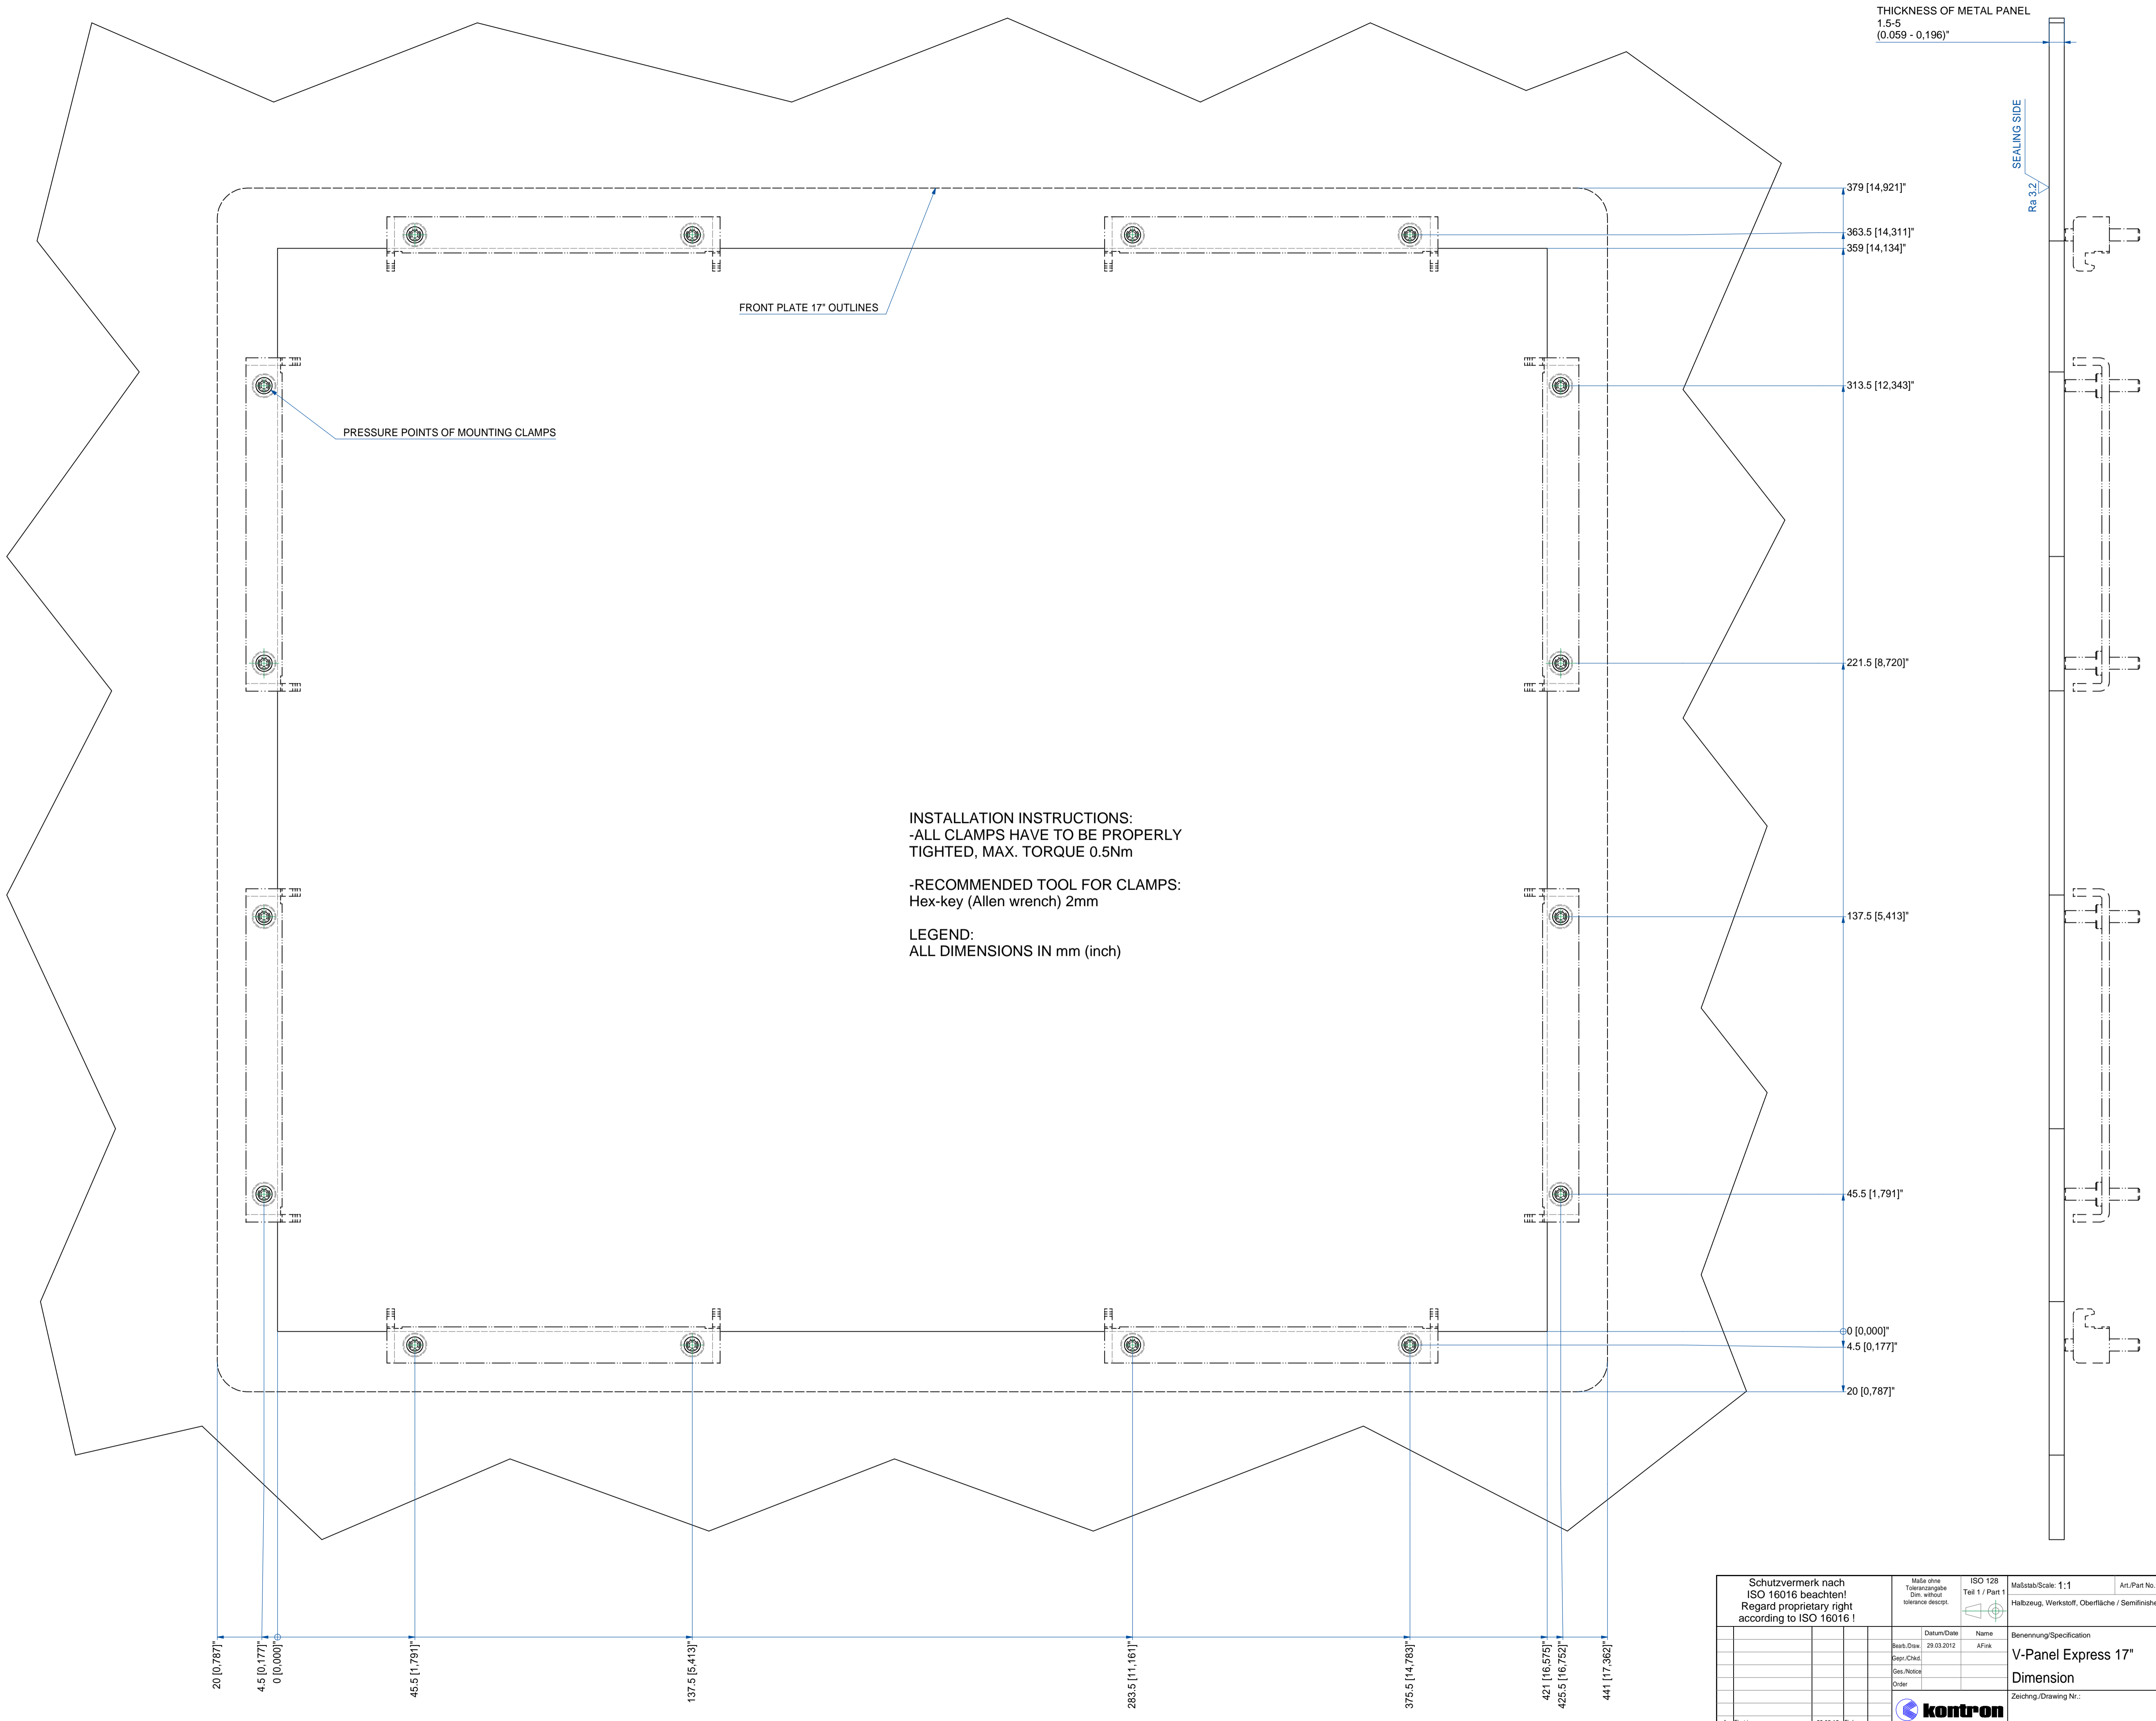 THICKNESS OF METAL PANEL
1.5-5
(0.059 - 0,196)"
SEALING SIDE
Ra 3.2
379 [14,921]"
363.5 [14,311]"
359 [14,134]"
FRONT PLATE 17" OUTLINES
313.5 [12,343]"
PRESSURE POINTS OF MOUNTING CLAMPS
221.5 [8,720]"
INSTALLATION INSTRUCTIONS:
-ALL CLAMPS HAVE TO BE PROPERLY
TIGHTED, MAX. TORQUE 0.5Nm
-RECOMMENDED TOOL FOR CLAMPS:
Hex-key (Allen wrench) 2mm
LEGEND:
ALL DIMENSIONS IN mm (inch)
137.5 [5,413]"
45.5 [1,791]"
0 [0,000]"
4.5 [0,177]"
20 [0,787]"
20 [0,787]"
4.5 [0,177]"
0 [0,000]"
45.5 [1,791]"
137.5 [5,413]"
283.5 [11,161]"
375.5 [14,783]"
421 [16,575]"
425.5 [16,752]"
441 [17,362]"
Schutzvermerk nach
ISO 16016 beachten!
Regard proprietary right
according to ISO 16016 !
Maße ohne
Toleranzangabe
Dim. without
tolerance descrpt.
ISO 128
Teil 1 / Part 1
Maßstab/Scale: 1:1
Art./Part No.
Halbzeug, Werkstoff, Oberfläche /
Datum/Date Name
Bearb./Draw. 29.03.2012 AFink
Gepr./Chkd.
Ges./Notice
Order
Benennung/Specification
V-Panel Express 17"
Dimension
Zeichng./Drawing Nr.:
kontron